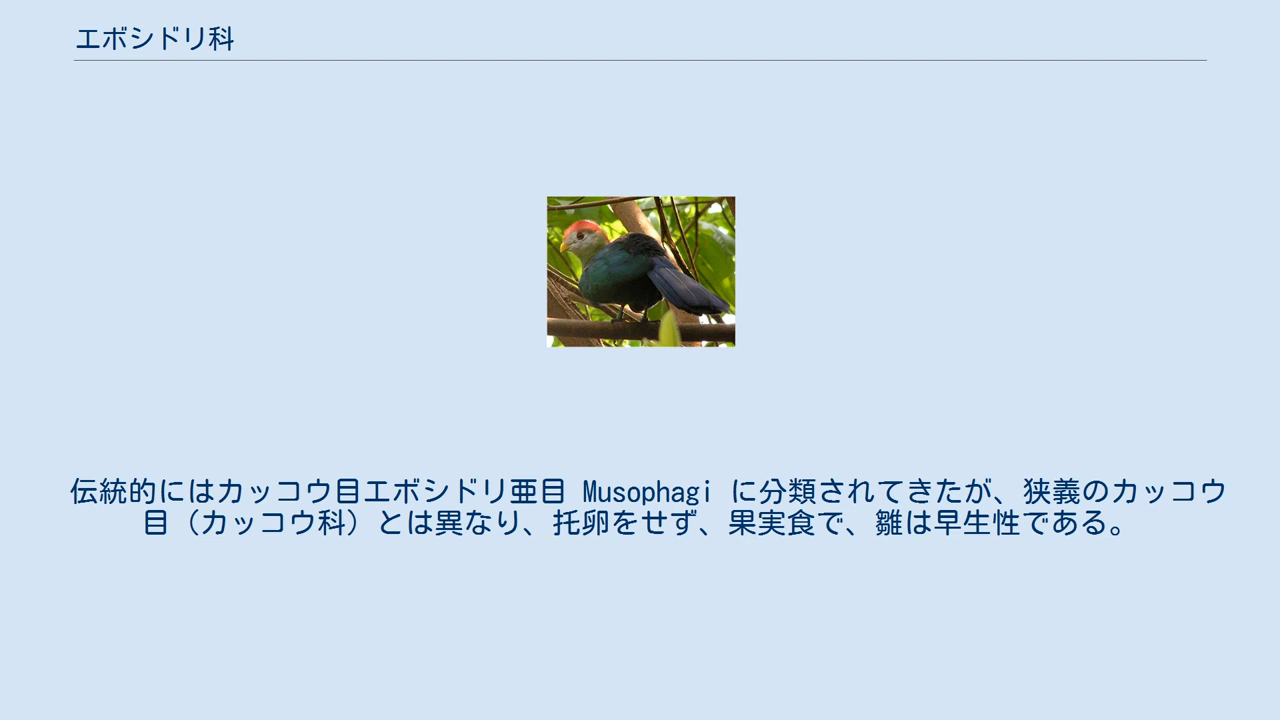 エボシドリ科
伝統的にはカッコウ目エボシドリ亜目 Musophagi に分類されてきたが、狭義のカッコウ
目（カッコウ科）とは異なり、托卵をせず、果実食で、雛は早生性である。